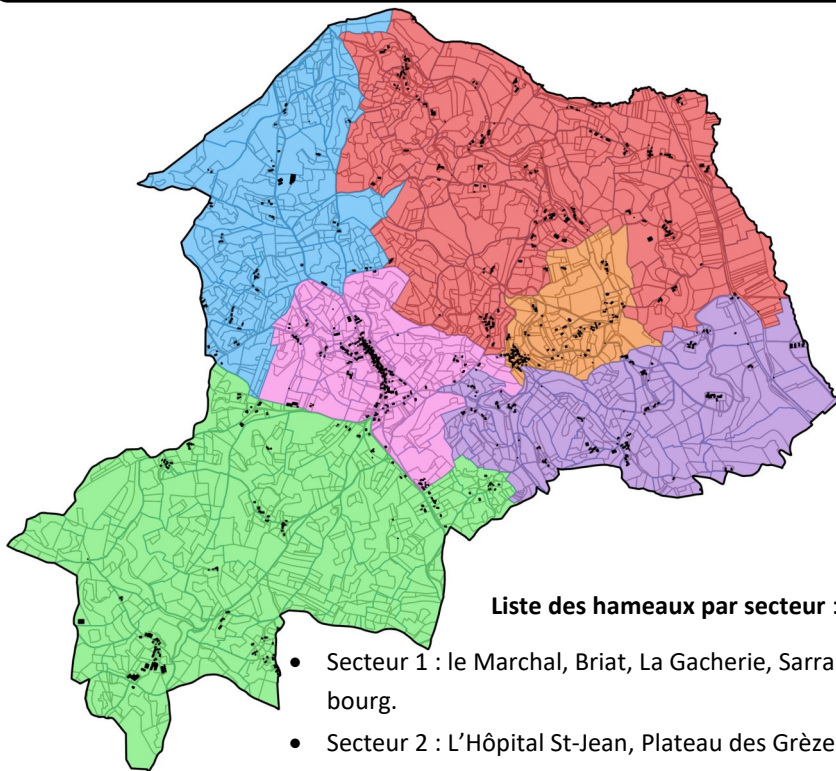 Liste des hameaux par secteur :
• Secteur 1 : le Marchal, Briat, La Gacherie, Sarra
bourg.
• Secteur 2 : L’Hôpital St-Jean, Plateau des Grèze